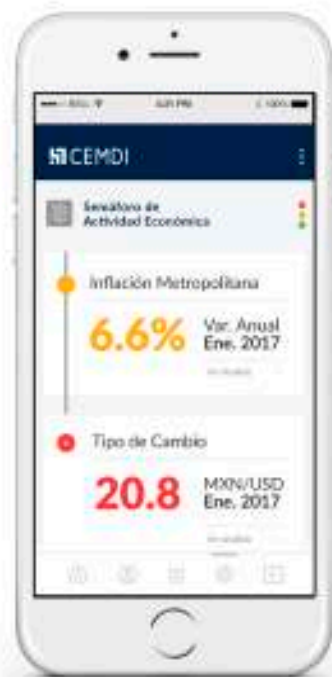 CEMDI
Semáforo de
Actividad Económica
Inflación Metropolitana
6.6%
Var. Anual
Ene. 2017
Tipo de Cambio
20.8
MXN/USD
Ene. 2017